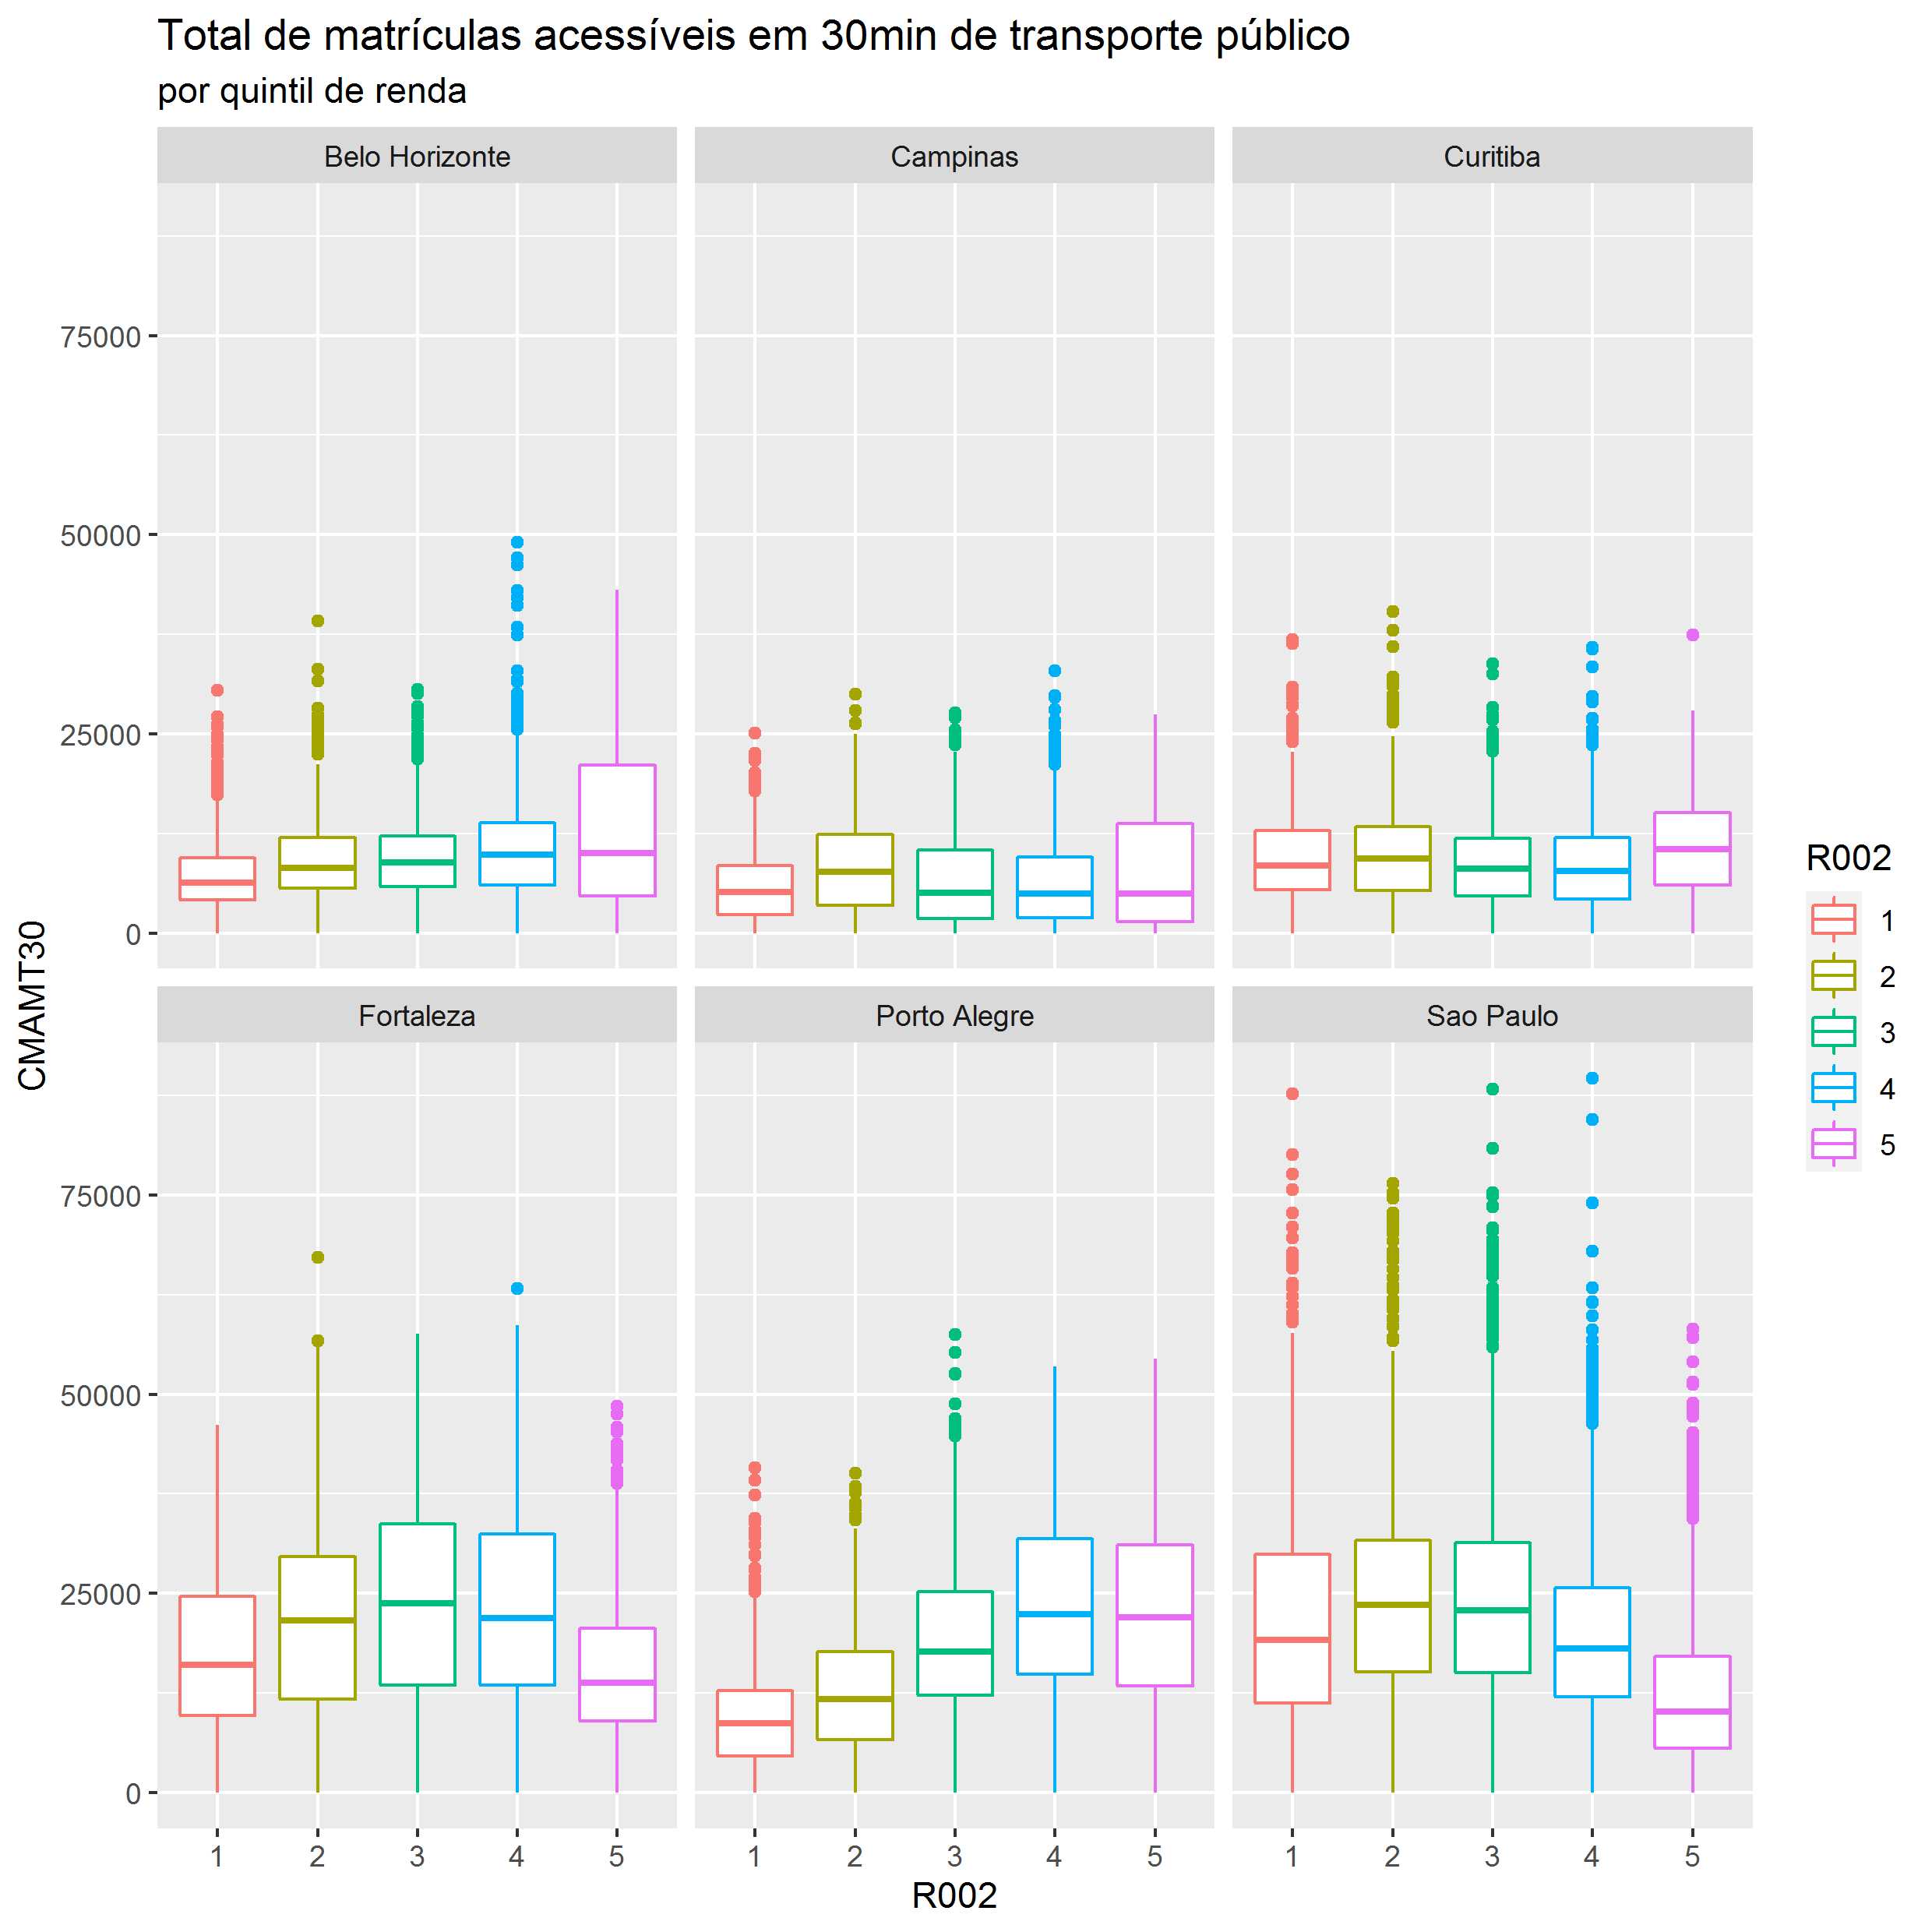 Total de matrículas acessíveis em 30min de transporte público
por quintil de renda
Belo Horizonte
Campinas
Curitiba
75000
50000
25000
0
Fortaleza
Porto Alegre
Sao Paulo
75000
50000
25000
0
1 2 3 4 5
1 2 3 4 5
1 2 3 4 5
R002
CMAMT30
R002
1
2
3
4
5